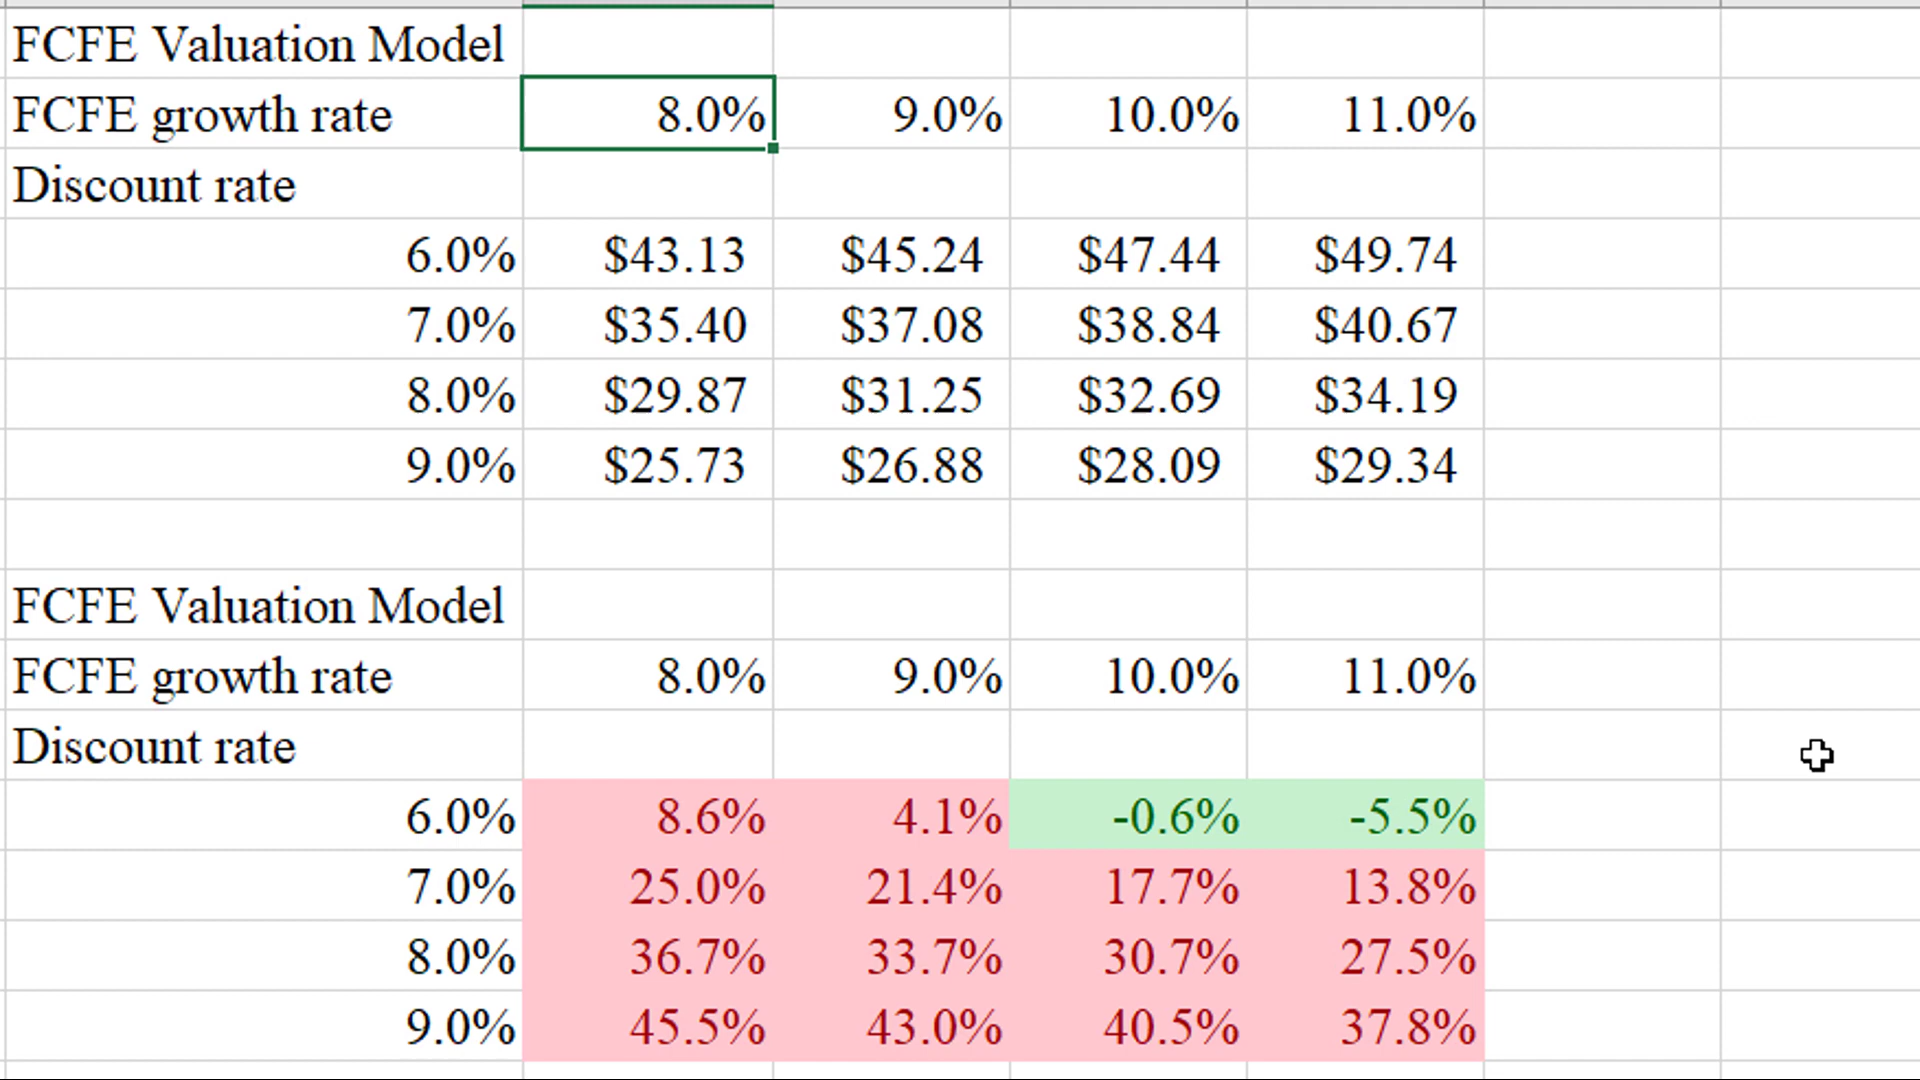 FCFE Valuation Model
FCFE growth rate 8.0% 9.0% 10.0% 11.0%
Discount rate
6.0% $43.13 $45.24 $47.44 $49.74
7.0% $35.40 $37.08 $38.84 $40.67
8.0% $29.87 $31.25 $32.69 $34.19
9.0% $25.73 $26.88 $28.09 $29.34
FCFE Valuation Model
FCFE growth rate 8.0% 9.0% 10.0% 11.0%
Discount rate
6.0% 8.6% 4.1% -0.6% -5.5%
7.0% 25.0% 21.4% 17.7% 13.8%
8.0% 36.7% 33.7% 30.7% 27.5%
9.0% 45.5% 43.0% 40.5% 37.8%